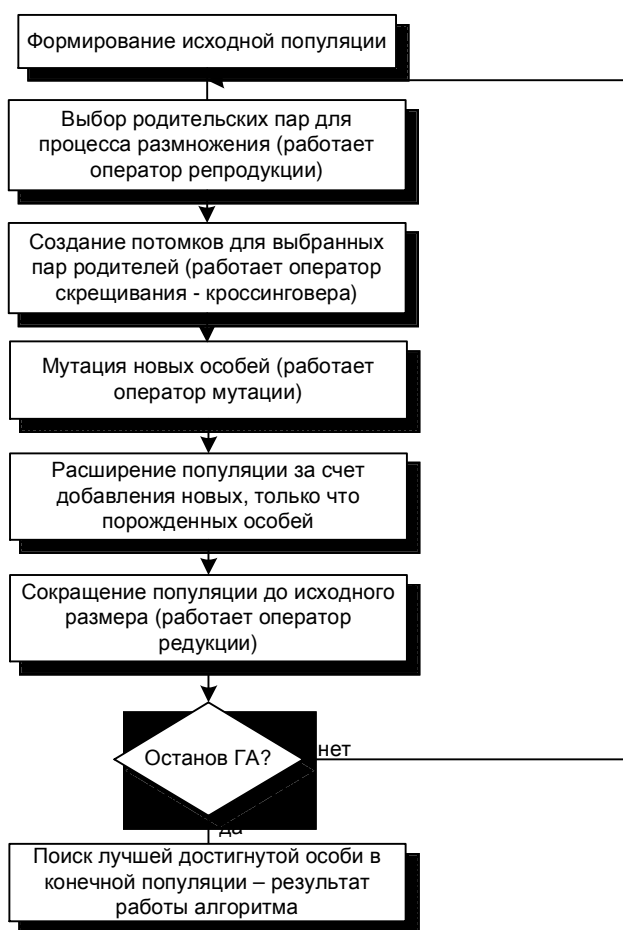 Формирование исходной популяции
Выбор родительских пар для
процесса размножения (работает
оператор репродукции)
Создание потомков для выбранных
пар родителей (работает оператор
скрещивания - кроссинговера)
Мутация новых особей (работает
оператор мутации)
Расширение популяции за счет
добавления новых, только что
порожденных особей
Сокращение популяции до исходного
размера (работает оператор
редукции)
Останов ГА?
нет
да
Поиск лучшей достигнутой особи в
конечной популяции – результат
работы алгоритма